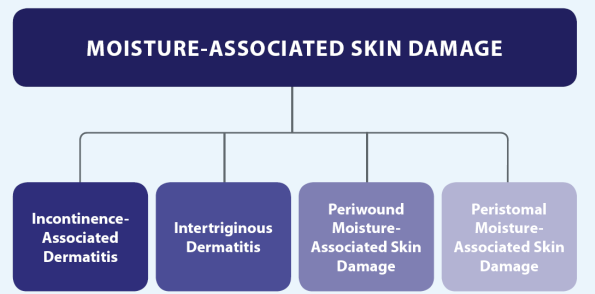 MOISTURE-ASSOCIATED SKIN DAMAGE
Incontinence-
Associated
Dermatitis
Intertriginous
Dermatitis
Periwound
Moisture-
Associated Skin
Damage
Peristomal
Moisture-
Associated Skin
Damage